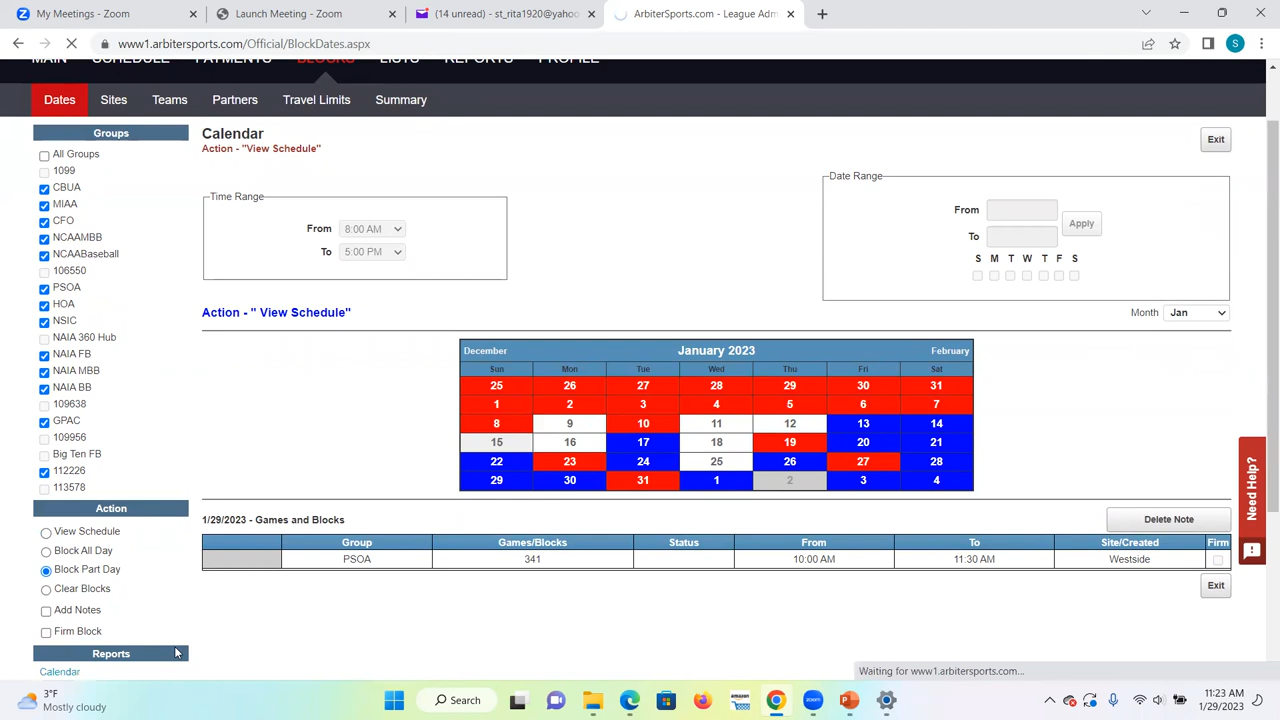 My Meetings - Zoom
Launch Meeting - Zoom
(14 unread) - st_rita1920@yahoo
ArbiterSports.com - League Adm
www1.arbitersports.com/Official/BlockDates.aspx
S
MAIN SCHEDULE PAYMENTS BLOCKS LISTS REPORTS PROFILE
Dates Sites Teams Partners Travel Limits Summary
Groups
All Groups
1099
CBUA
MIAA
CFO
NCAAMBB
NCAABaseball
106550
PSOA
HOA
NSIC
NAIA 360 Hub
NAIA FB
NAIA MBB
NAIA BB
109638
GPAC
109956
Big Ten FB
112226
113578
Action
View Schedule
Block All Day
Block Part Day
Clear Blocks
Add Notes
Firm Block
Reports
Calendar
Calendar
Action - "View Schedule"
Exit
Time Range
From 8:00 AM
To 5:00 PM
Date Range
From
To
Apply
S M T W T F S
Action - " View Schedule"
Month Jan
December January 2023 February
Sun Mon Tue Wed Thu Fri Sat
25 26 27 28 29 30 31
1 2 3 4 5 6 7
8 9 10 11 12 13 14
15 16 17 18 19 20 21
22 23 24 25 26 27 28
29 30 31 1 2 3 4
1/29/2023 - Games and Blocks
Delete Note
Group Games/Blocks Status From To Site/Created Firm
PSOA 341 10:00 AM 11:30 AM Westside
Exit
Need Help?
Waiting for www1.arbitersports.com...
3°F
Mostly cloudy
Search
amazon
zoom
11:23 AM
1/29/2023